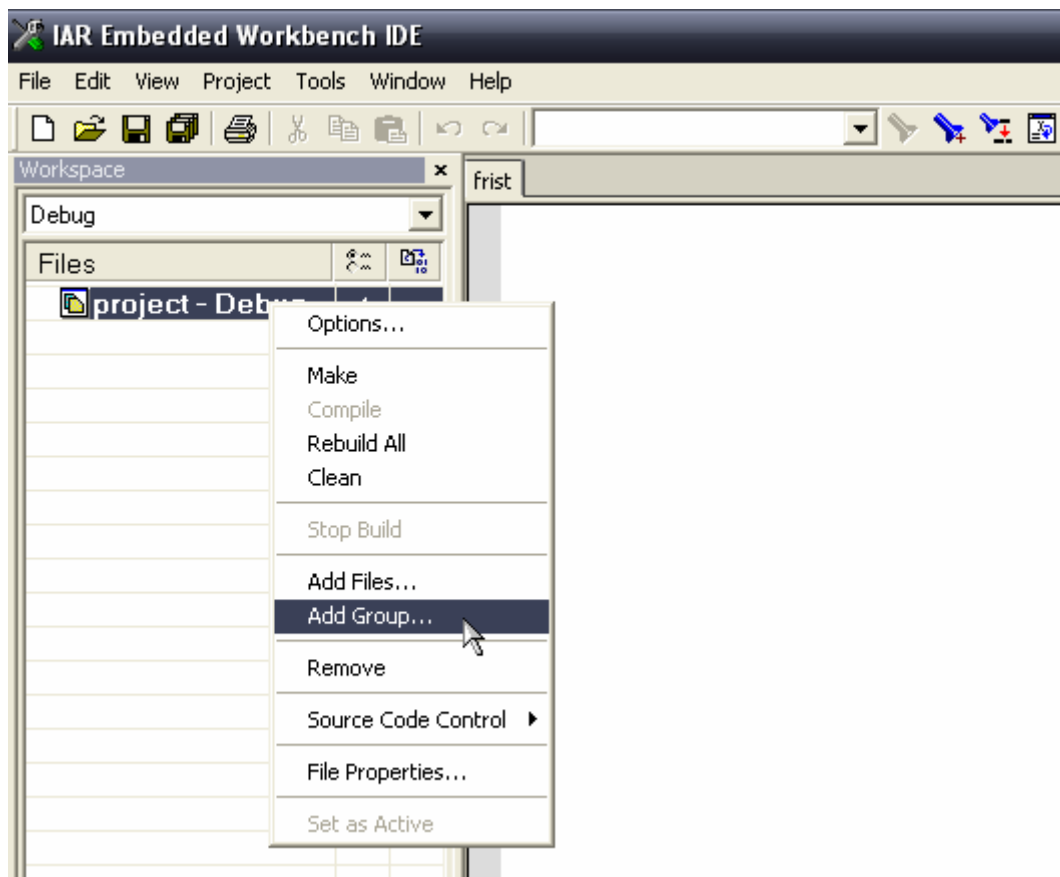 IAR Embedded Workbench IDE
File Edit View Project Tools Window Help
Workspace
frist
Debug
Files
project - Debug
Options...
Make
Compile
Rebuild All
Clean
Stop Build
Add Files...
Add Group...
Remove
Source Code Control
File Properties...
Set as Active